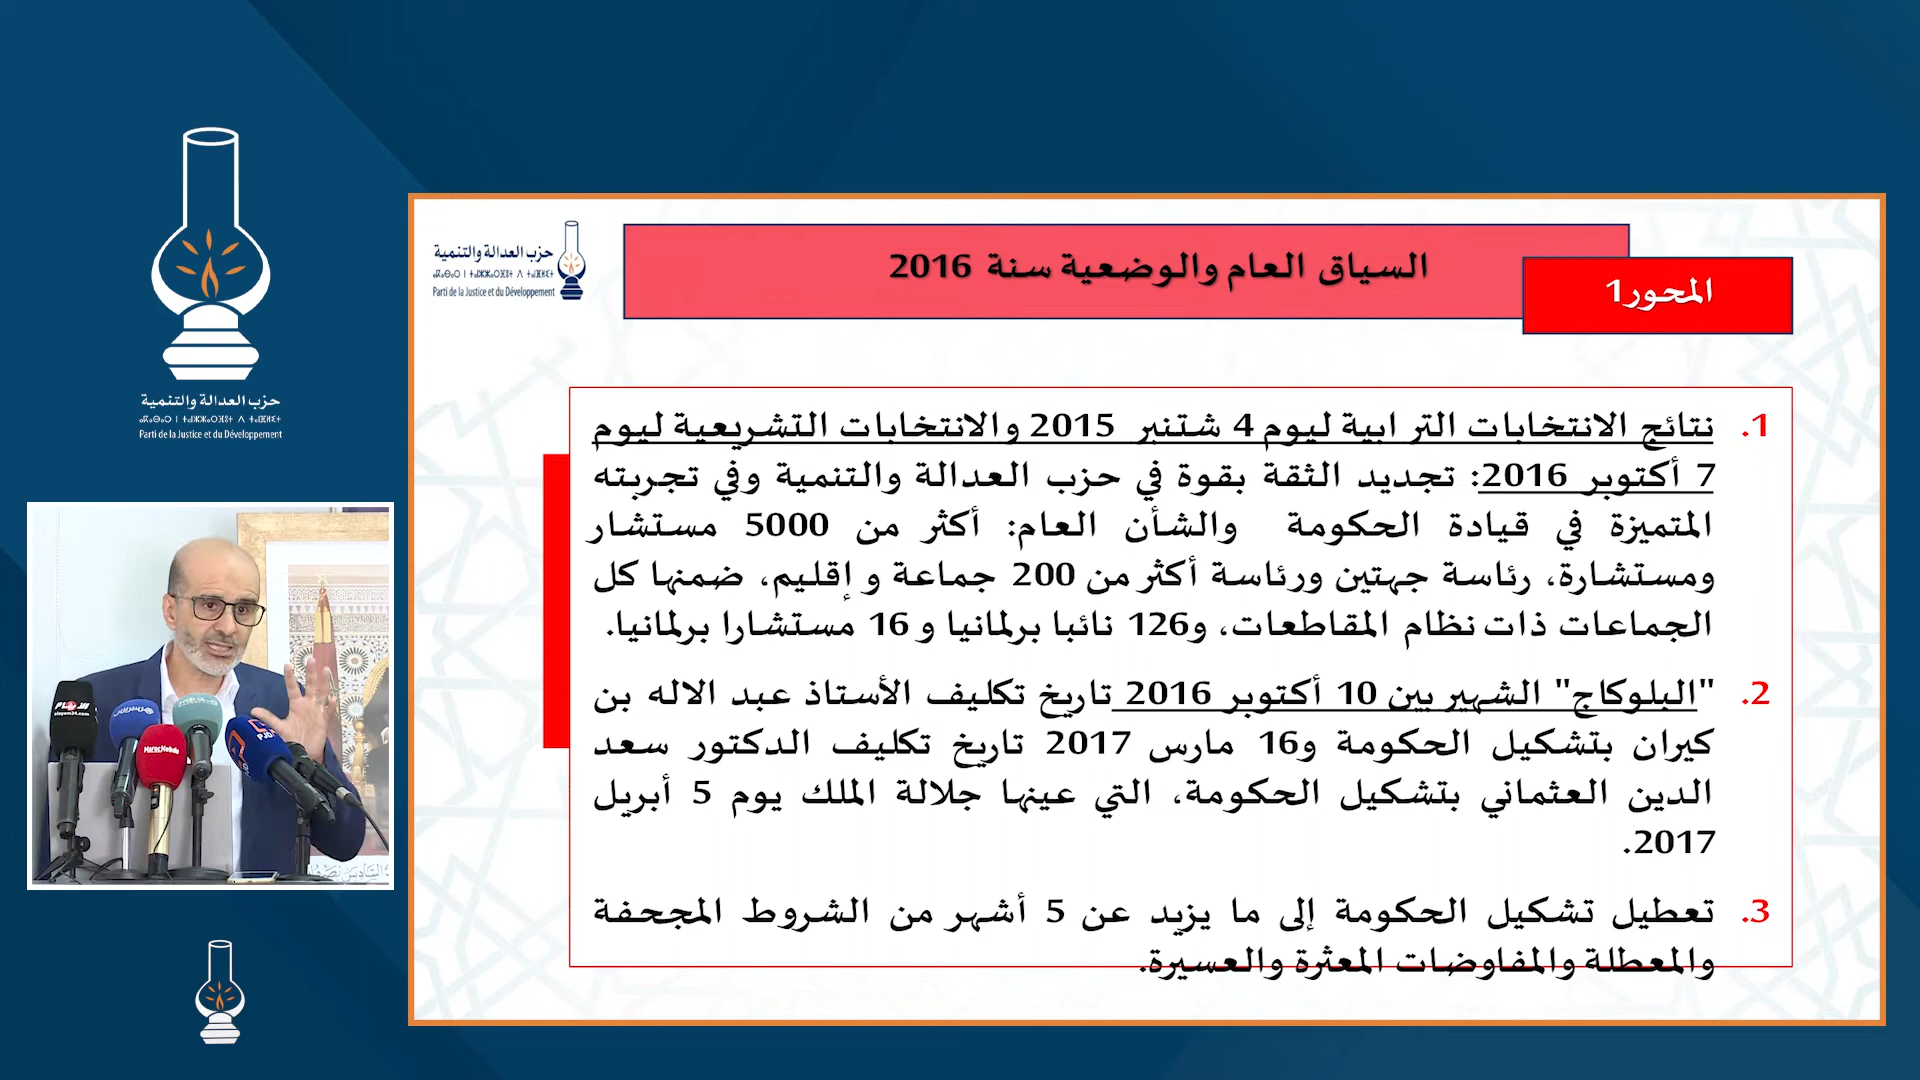 حزب العدالة والتنمية
Parti de la Justice et du Développement
حزب العدالة والتنمية
Parti de la Justice et du Développement
السياق العام والوضعية سنة 2016
المحور1
1. نتائج الانتخابات الترابية ليوم 4 شتنبر 2015 والانتخابات التشريعية ليوم
7 أكتوبر 2016: تجديد الثقة بقوة في حزب العدالة والتنمية وفي تجربته
المتميزة في قيادة الحكومة والشأن العام: أكثر من 5000 مستشار
ومستشارة، رئاسة جهتين ورئاسة أكثر من 200 جماعة و إقليم، ضمنها كل
الجماعات ذات نظام المقاطعات، و126 نائبا برلمانيا و 16 مستشارا برلمانيا.
2. "البلوكاج" الشهير بين 10 أكتوبر 2016 تاريخ تكليف الأستاذ عبد الاله بن
كيران بتشكيل الحكومة و16 مارس 2017 تاريخ تكليف الدكتور سعد
الدين العثماني بتشكيل الحكومة، التي عينها جلالة الملك يوم 5 أبريل
2017.
3. تعطيل تشكيل الحكومة إلى ما يزيد عن 5 أشهر من الشروط المجحفة
والمعطلة والمفاوضات المعثرة والعسيرة.
PJD